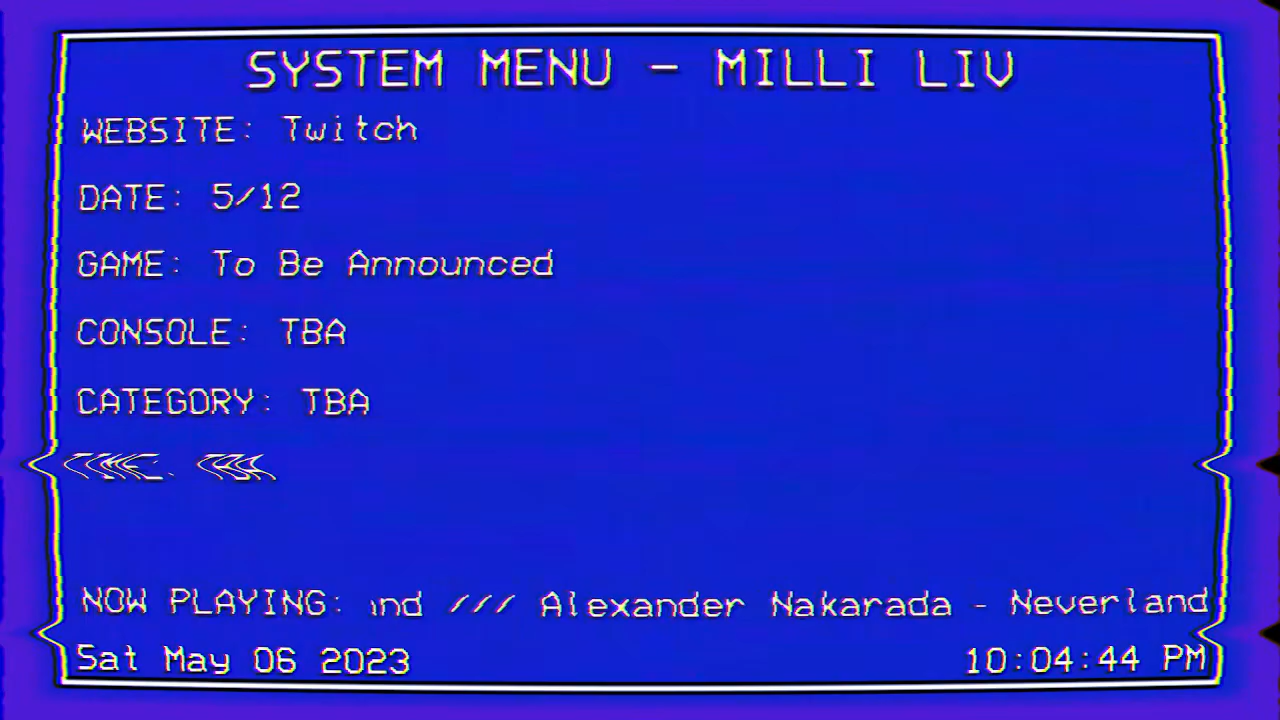 SYSTEM MENU - MILLI LIV
WEBSITE: Twitch
DATE: 5/12
GAME: To Be Announced
CONSOLE: TBA
CATEGORY: TBA
NOW PLAYING: nd /// Alexander Nakarada - Neverland
Sat May 06 2023 10:04:44 PM